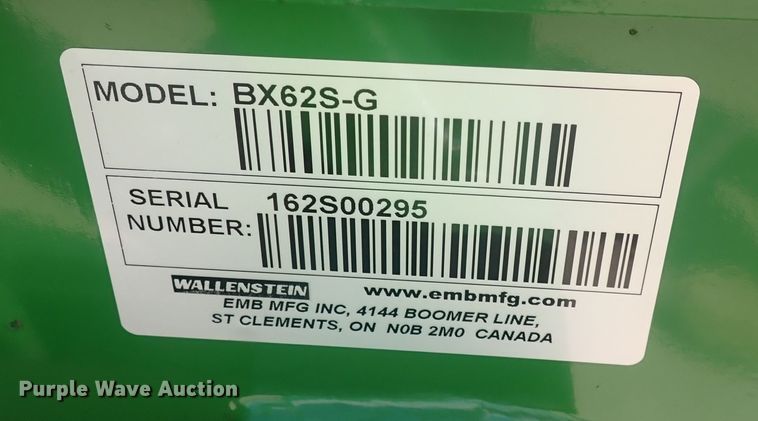 MODEL: BX62S-G
SERIAL NUMBER: 162S00295
WALLENSTEIN www.embmfg.com
EMB MFG INC, 4144 BOOMER LINE,
ST CLEMENTS, ON N0B 2M0 CANADA
Purple Wave Auction